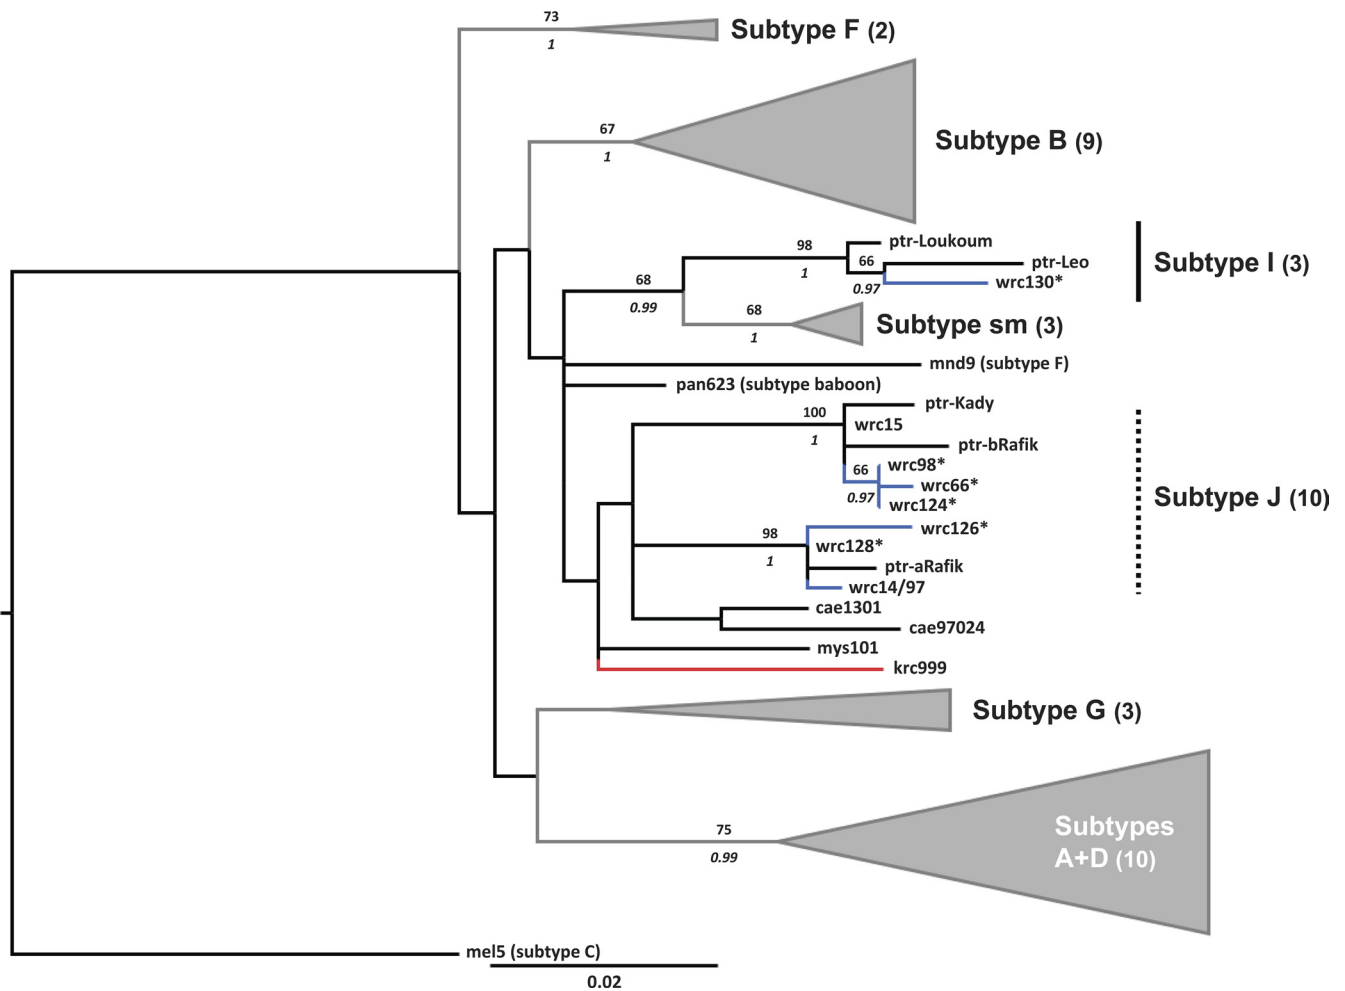 73
Subtype F (2)
1
67
Subtype B (9)
1
ptr-Loukoum
98
66
ptr-Leo
Subtype I (3)
1
68
wrc130*
0.97
0.99
68
Subtype sm (3)
1
mnd9 (subtype F)
pan623 (subtype baboon)
ptr-Kady
100
wrc15
1
ptr-bRafik
wrc98*
66
wrc66*
0.97
Subtype J (10)
wrc124*
wrc126*
98
wrc128*
1
ptr-aRafik
wrc14/97
cae1301
cae97024
mys101
krc999
Subtype G (3)
75
Subtypes
A+D (10)
0.99
mel5 (subtype C)
0.02